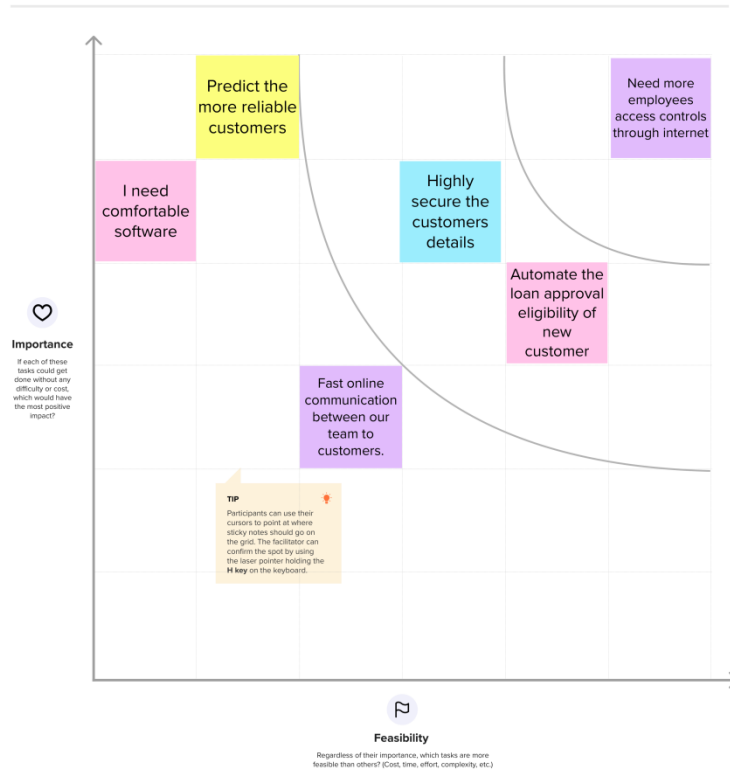 Predict the
more reliable
customers
Need more
employees
access controls
through internet
I need
comfortable
software
Highly
secure the
customers
details
Automate the
loan approval
eligibility of
new
customer
Importance
If each of these
tasks could get
done without any
difficulty or cost,
which would have
the most positive
impact?
Fast online
communication
between our
team to
customers.
TIP
Participants can use their
cursors to point at where
sticky notes should go on
the grid. The facilitator can
confirm the spot by using
the laser pointer holding the
H key on the keyboard.
Feasibility
Regardless of their importance, which tasks are more
feasible than others? (Cost, time, effort, complexity, etc.)